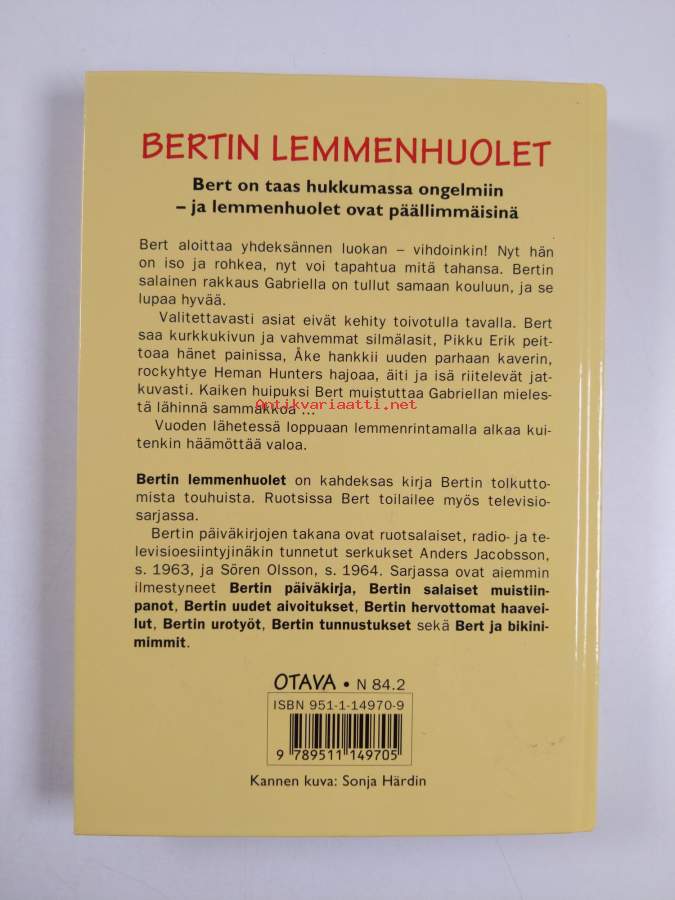 BERTIN LEMMENHUOLET
Bert on taas hukkumassa ongelmiin
– ja lemmenhuolet ovat päällimmäisinä
Bert aloittaa yhdeksännen luokan – vihdoinkin! Nyt hän
on iso ja rohkea, nyt voi tapahtua mitä tahansa. Bertin
salainen rakkaus Gabriella on tullut samaan kouluun, ja se
lupaa hyvää.
Valitettavasti asiat eivät kehity toivotulla tavalla. Bert
saa kurkkukivun ja vahvemmat silmälasit, Pikku Erik peit-
toaa hänet painissa, Åke hankkii uuden parhaan kaverin,
rockyhtye Heman Hunters hajoaa, äiti ja isä riitelevät jat-
kuvasti. Kaiken huipuksi Bert muistuttaa Gabriellan mieles-
tä lähinnä sammakkoa ...
Antikvariaatti.net
Vuoden lähetessä loppuaan lemmenrintamalla alkaa kui-
tenkin häämöttää valoa.
Bertin lemmenhuolet on kahdeksas kirja Bertin tolkutto-
mista touhuista. Ruotsissa Bert toilailee myös televisio-
sarjassa.
Bertin päiväkirjojen takana ovat ruotsalaiset, radio- ja te-
levisioesiintyjinäkin tunnetut serkukset Anders Jacobsson,
s. 1963, ja Sören Olsson, s. 1964. Sarjassa ovat aiemmin
ilmestyneet Bertin päiväkirja, Bertin salaiset muistiin-
panot, Bertin uudet aivoitukset, Bertin hervottomat haavei-
lut, Bertin urotyöt, Bertin tunnustukset sekä Bert ja bikini-
mimmit.
OTAVA • N 84.2
ISBN 951-1-14970-9
9 789511 149705
Kannen kuva: Sonja Härdin